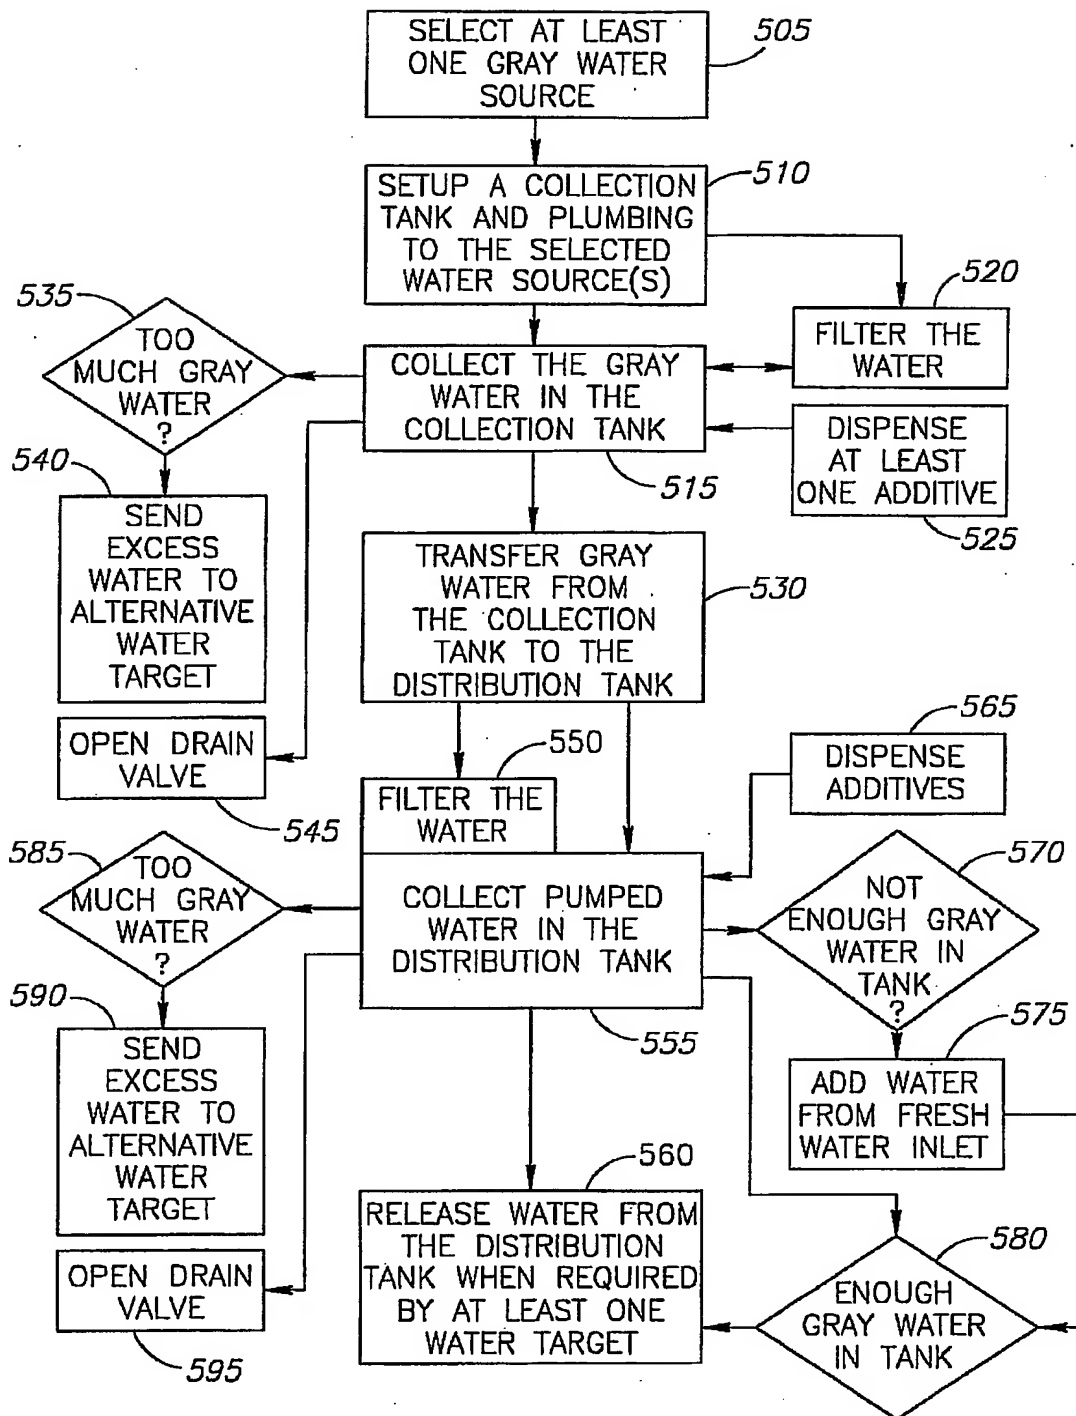 SELECT AT LEAST
ONE GRAY WATER
SOURCE
505
SETUP A COLLECTION
TANK AND PLUMBING
TO THE SELECTED
WATER SOURCE(S)
510
535
TOO
MUCH GRAY
WATER
?
COLLECT THE GRAY
WATER IN THE
COLLECTION TANK
515
520
FILTER THE
WATER
DISPENSE
AT LEAST
ONE ADDITIVE
525
540
SEND
EXCESS
WATER TO
ALTERNATIVE
WATER
TARGET
TRANSFER GRAY
WATER FROM
THE COLLECTION
TANK TO THE
DISTRIBUTION TANK
530
OPEN DRAIN
VALVE
545
550
FILTER THE
WATER
565
DISPENSE
ADDITIVES
585
TOO
MUCH GRAY
WATER
?
COLLECT PUMPED
WATER IN THE
DISTRIBUTION TANK
555
570
NOT
ENOUGH GRAY
WATER IN
TANK
?
590
SEND
EXCESS
WATER TO
ALTERNATIVE
WATER
TARGET
575
ADD WATER
FROM FRESH
WATER INLET
OPEN DRAIN
VALVE
595
560
RELEASE WATER FROM
THE DISTRIBUTION
TANK WHEN REQUIRED
BY AT LEAST ONE
WATER TARGET
580
ENOUGH
GRAY WATER
IN TANK